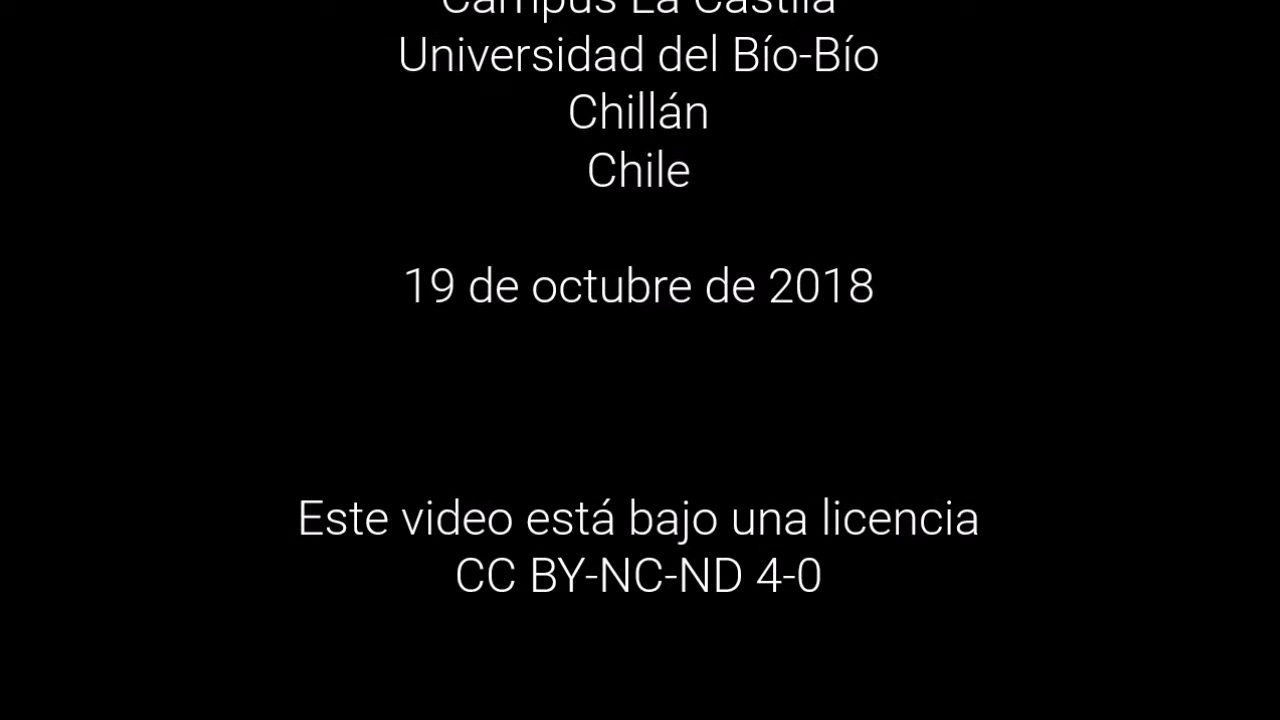 Campus La Castilla
Universidad del Bío-Bío
Chillán
Chile
19 de octubre de 2018
Este video está bajo una licencia
CC BY-NC-ND 4-0